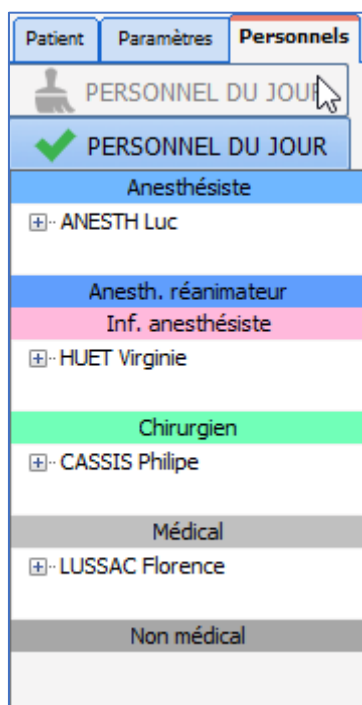 Patient Paramètres Personnels
PERSONNEL DU JOUR
PERSONNEL DU JOUR
Anesthésiste
ANESTH Luc
Anesth. réanimateur
Inf. anesthésiste
HUET Virginie
Chirurgien
CASSIS Philipe
Médical
LUSSAC Florence
Non médical